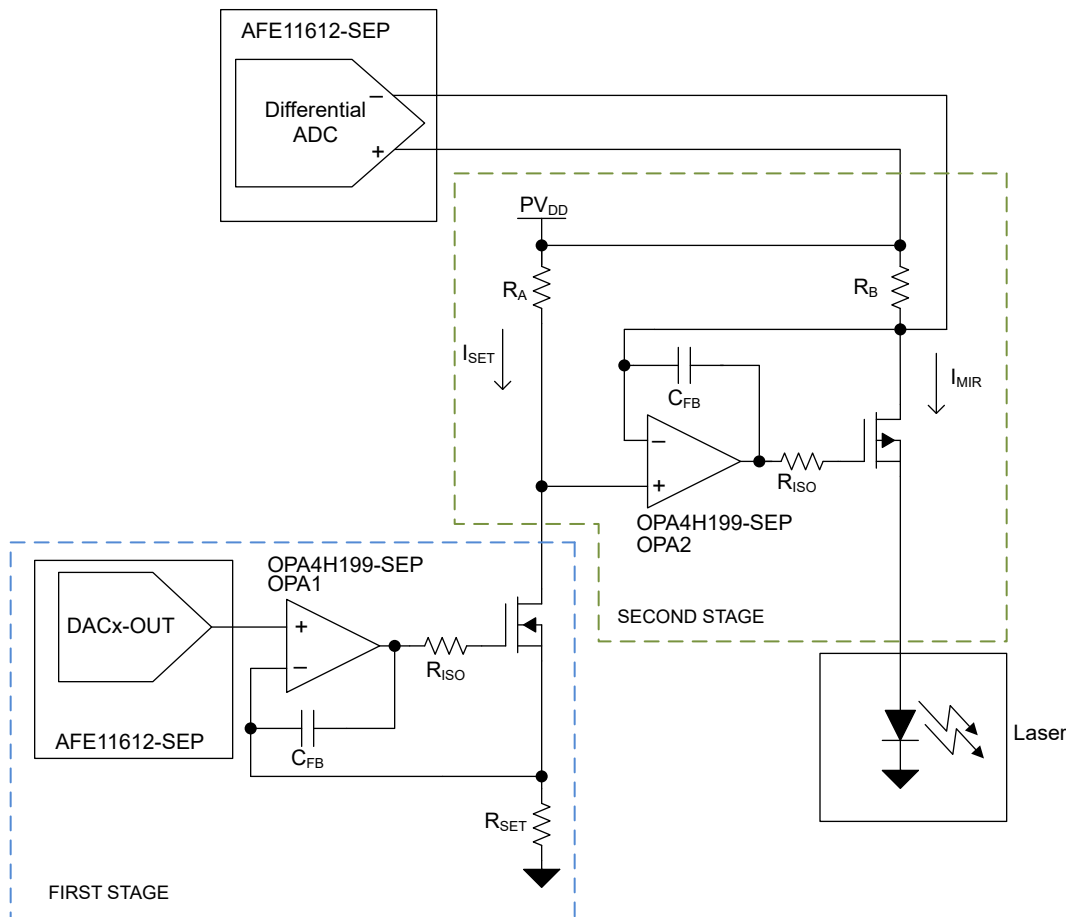 AFE11612-SEP
Differential
ADC
−
+
PVDD
RA
RB
ISET
IMIR
CFB
−
+
RISO
OPA4H199-SEP
OPA2
SECOND STAGE
OPA4H199-SEP
OPA1
DACx-OUT
+
−
RISO
CFB
AFE11612-SEP
RSET
FIRST STAGE
Laser